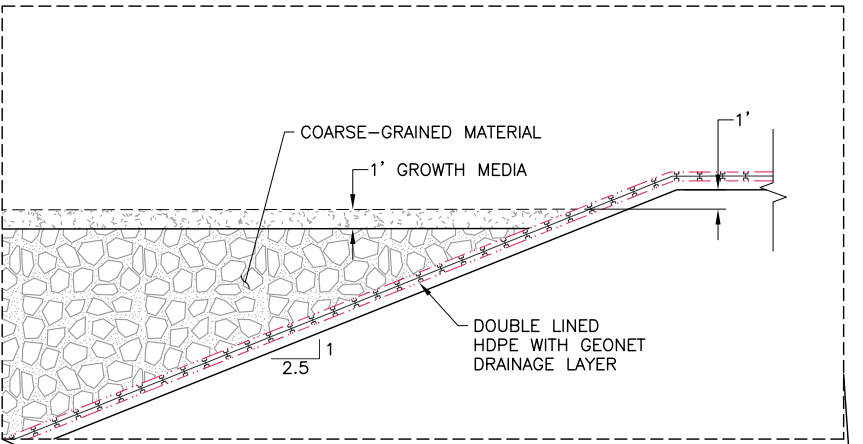 COARSE-GRAINED MATERIAL
1'
1' GROWTH MEDIA
DOUBLE LINED
HDPE WITH GEONET
DRAINAGE LAYER
1
2.5